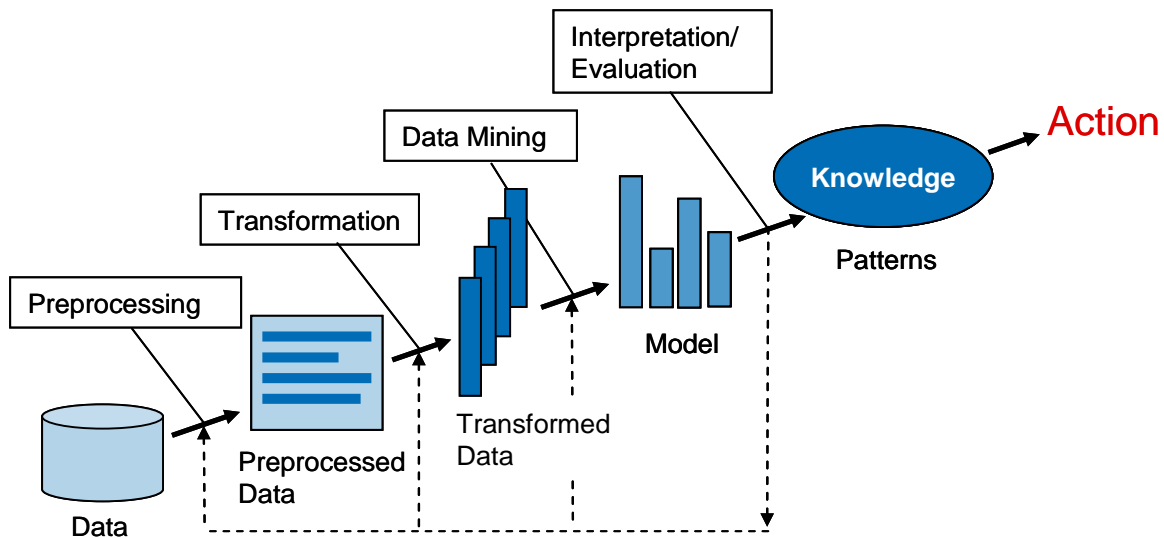 Interpretation/
Evaluation
Action
Data Mining
Knowledge
Transformation
Patterns
Preprocessing
Model
Transformed
Data
Preprocessed
Data
Data